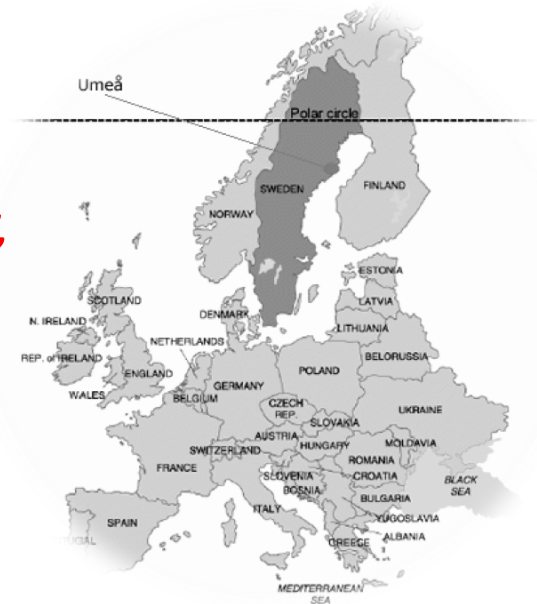 Umeå
Polar circle
SWEDEN
FINLAND
NORWAY
ESTONIA
SCOTLAND
LATVIA
DENMARK
N. IRELAND
LITHUANIA
NETHERLANDS
REP. of IRELAND
BELORUSSIA
ENGLAND
POLAND
GERMANY
WALES
BELGIUM
CZECH
REP.
UKRAINE
SLOVAKIA
AUSTRIA
MOLDAVIA
HUNGARY
SWITZERLAND
ROMANIA
FRANCE
SLOVENIA
CROATIA
BLACK
SEA
BOSNIA
BULGARIA
ITALY
YUGOSLAVIA
SPAIN
ALBANIA
GREECE
MEDITERRANEAN
SEA